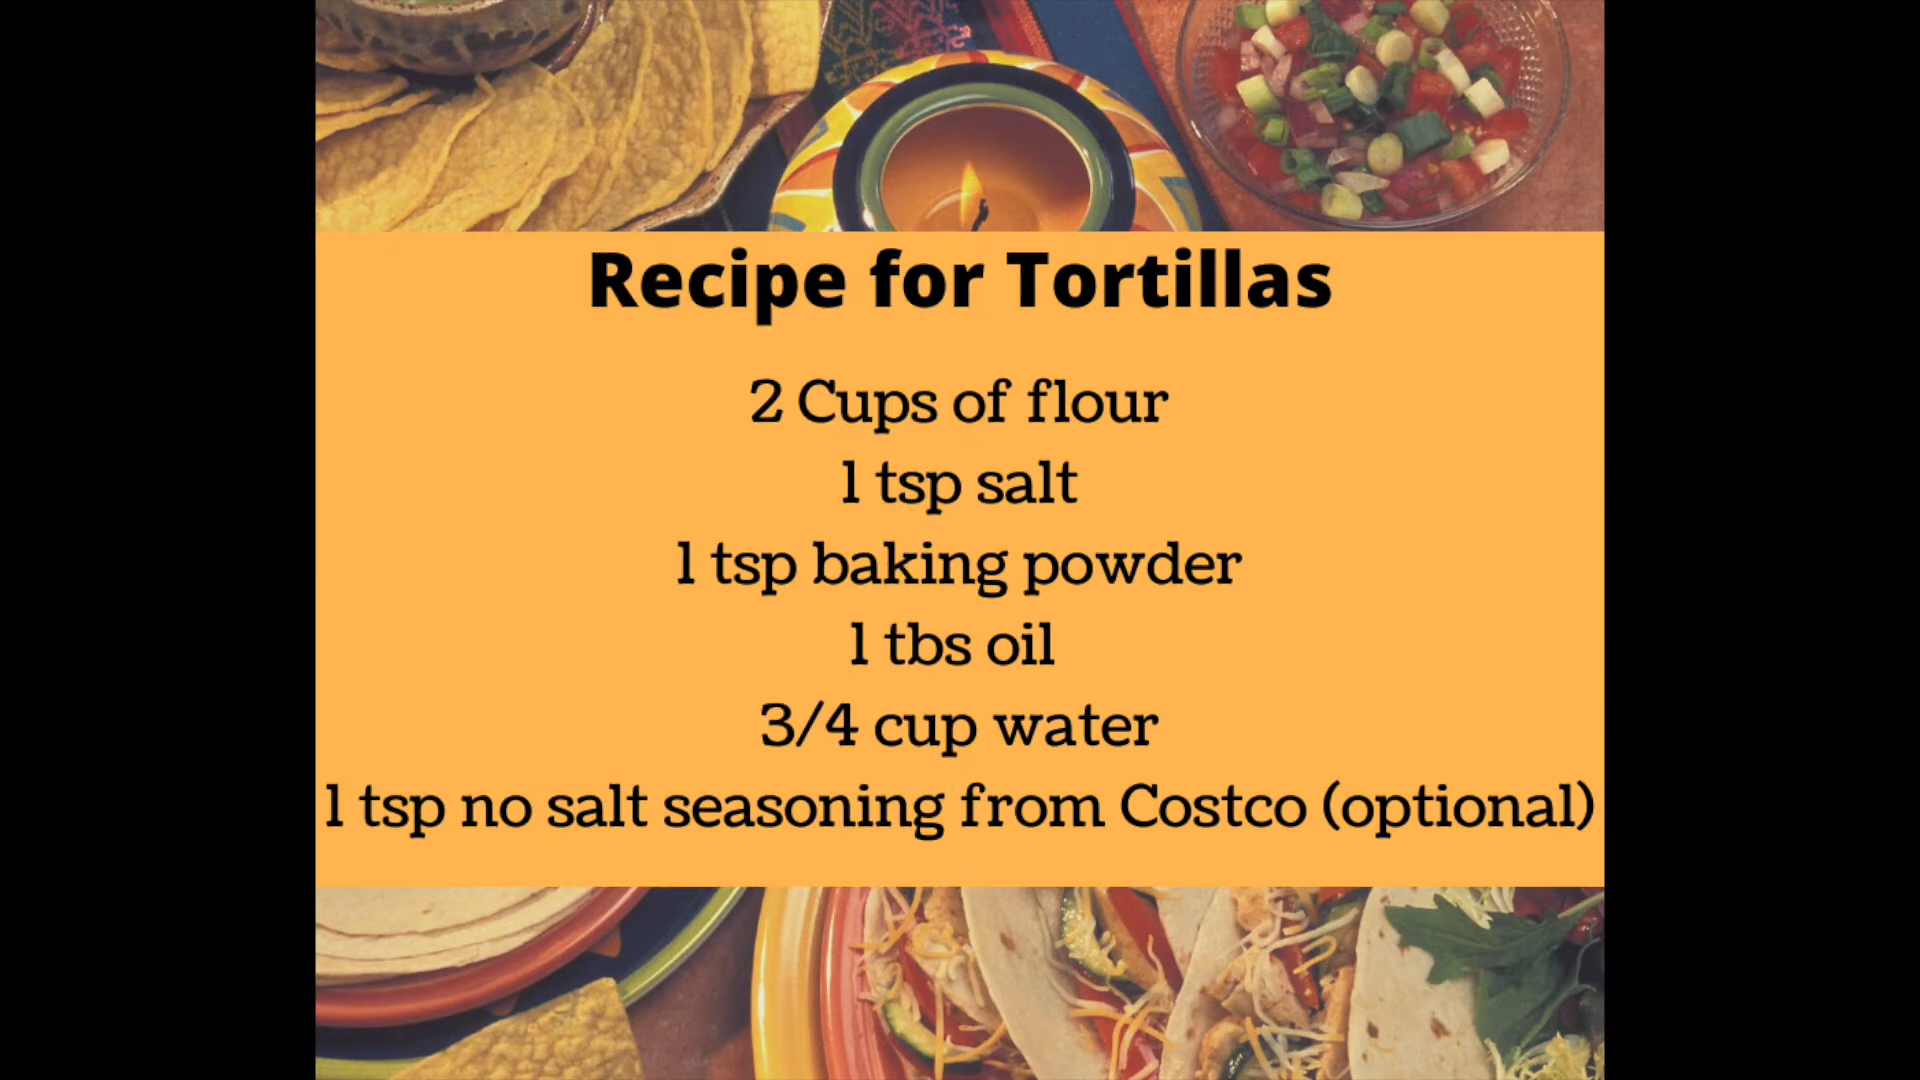 Recipe for Tortillas
2 Cups of flour
1 tsp salt
1 tsp baking powder
1 tbs oil
3/4 cup water
1 tsp no salt seasoning from Costco (optional)